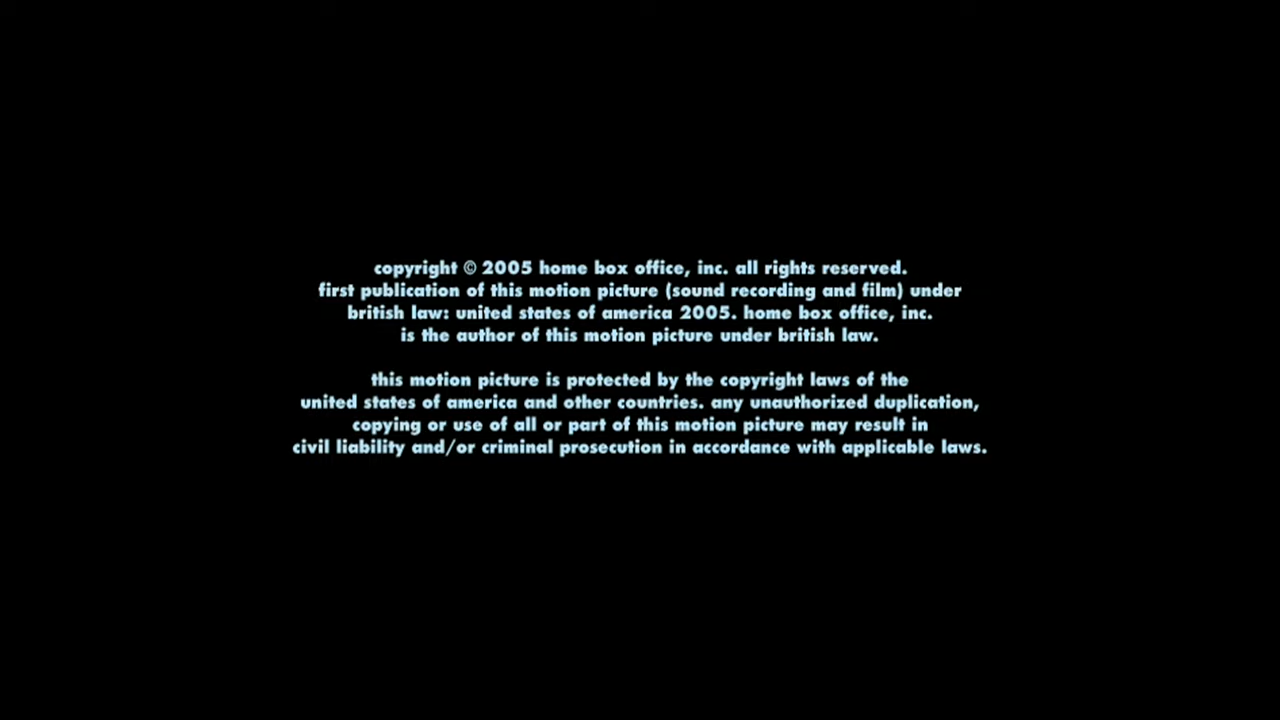 copyright © 2005 home box office, inc. all rights reserved.
first publication of this motion picture (sound recording and film) under
british law: united states of america 2005. home box office, inc.
is the author of this motion picture under british law.
this motion picture is protected by the copyright laws of the
united states of america and other countries. any unauthorized duplication,
copying or use of all or part of this motion picture may result in
civil liability and/or criminal prosecution in accordance with applicable laws.